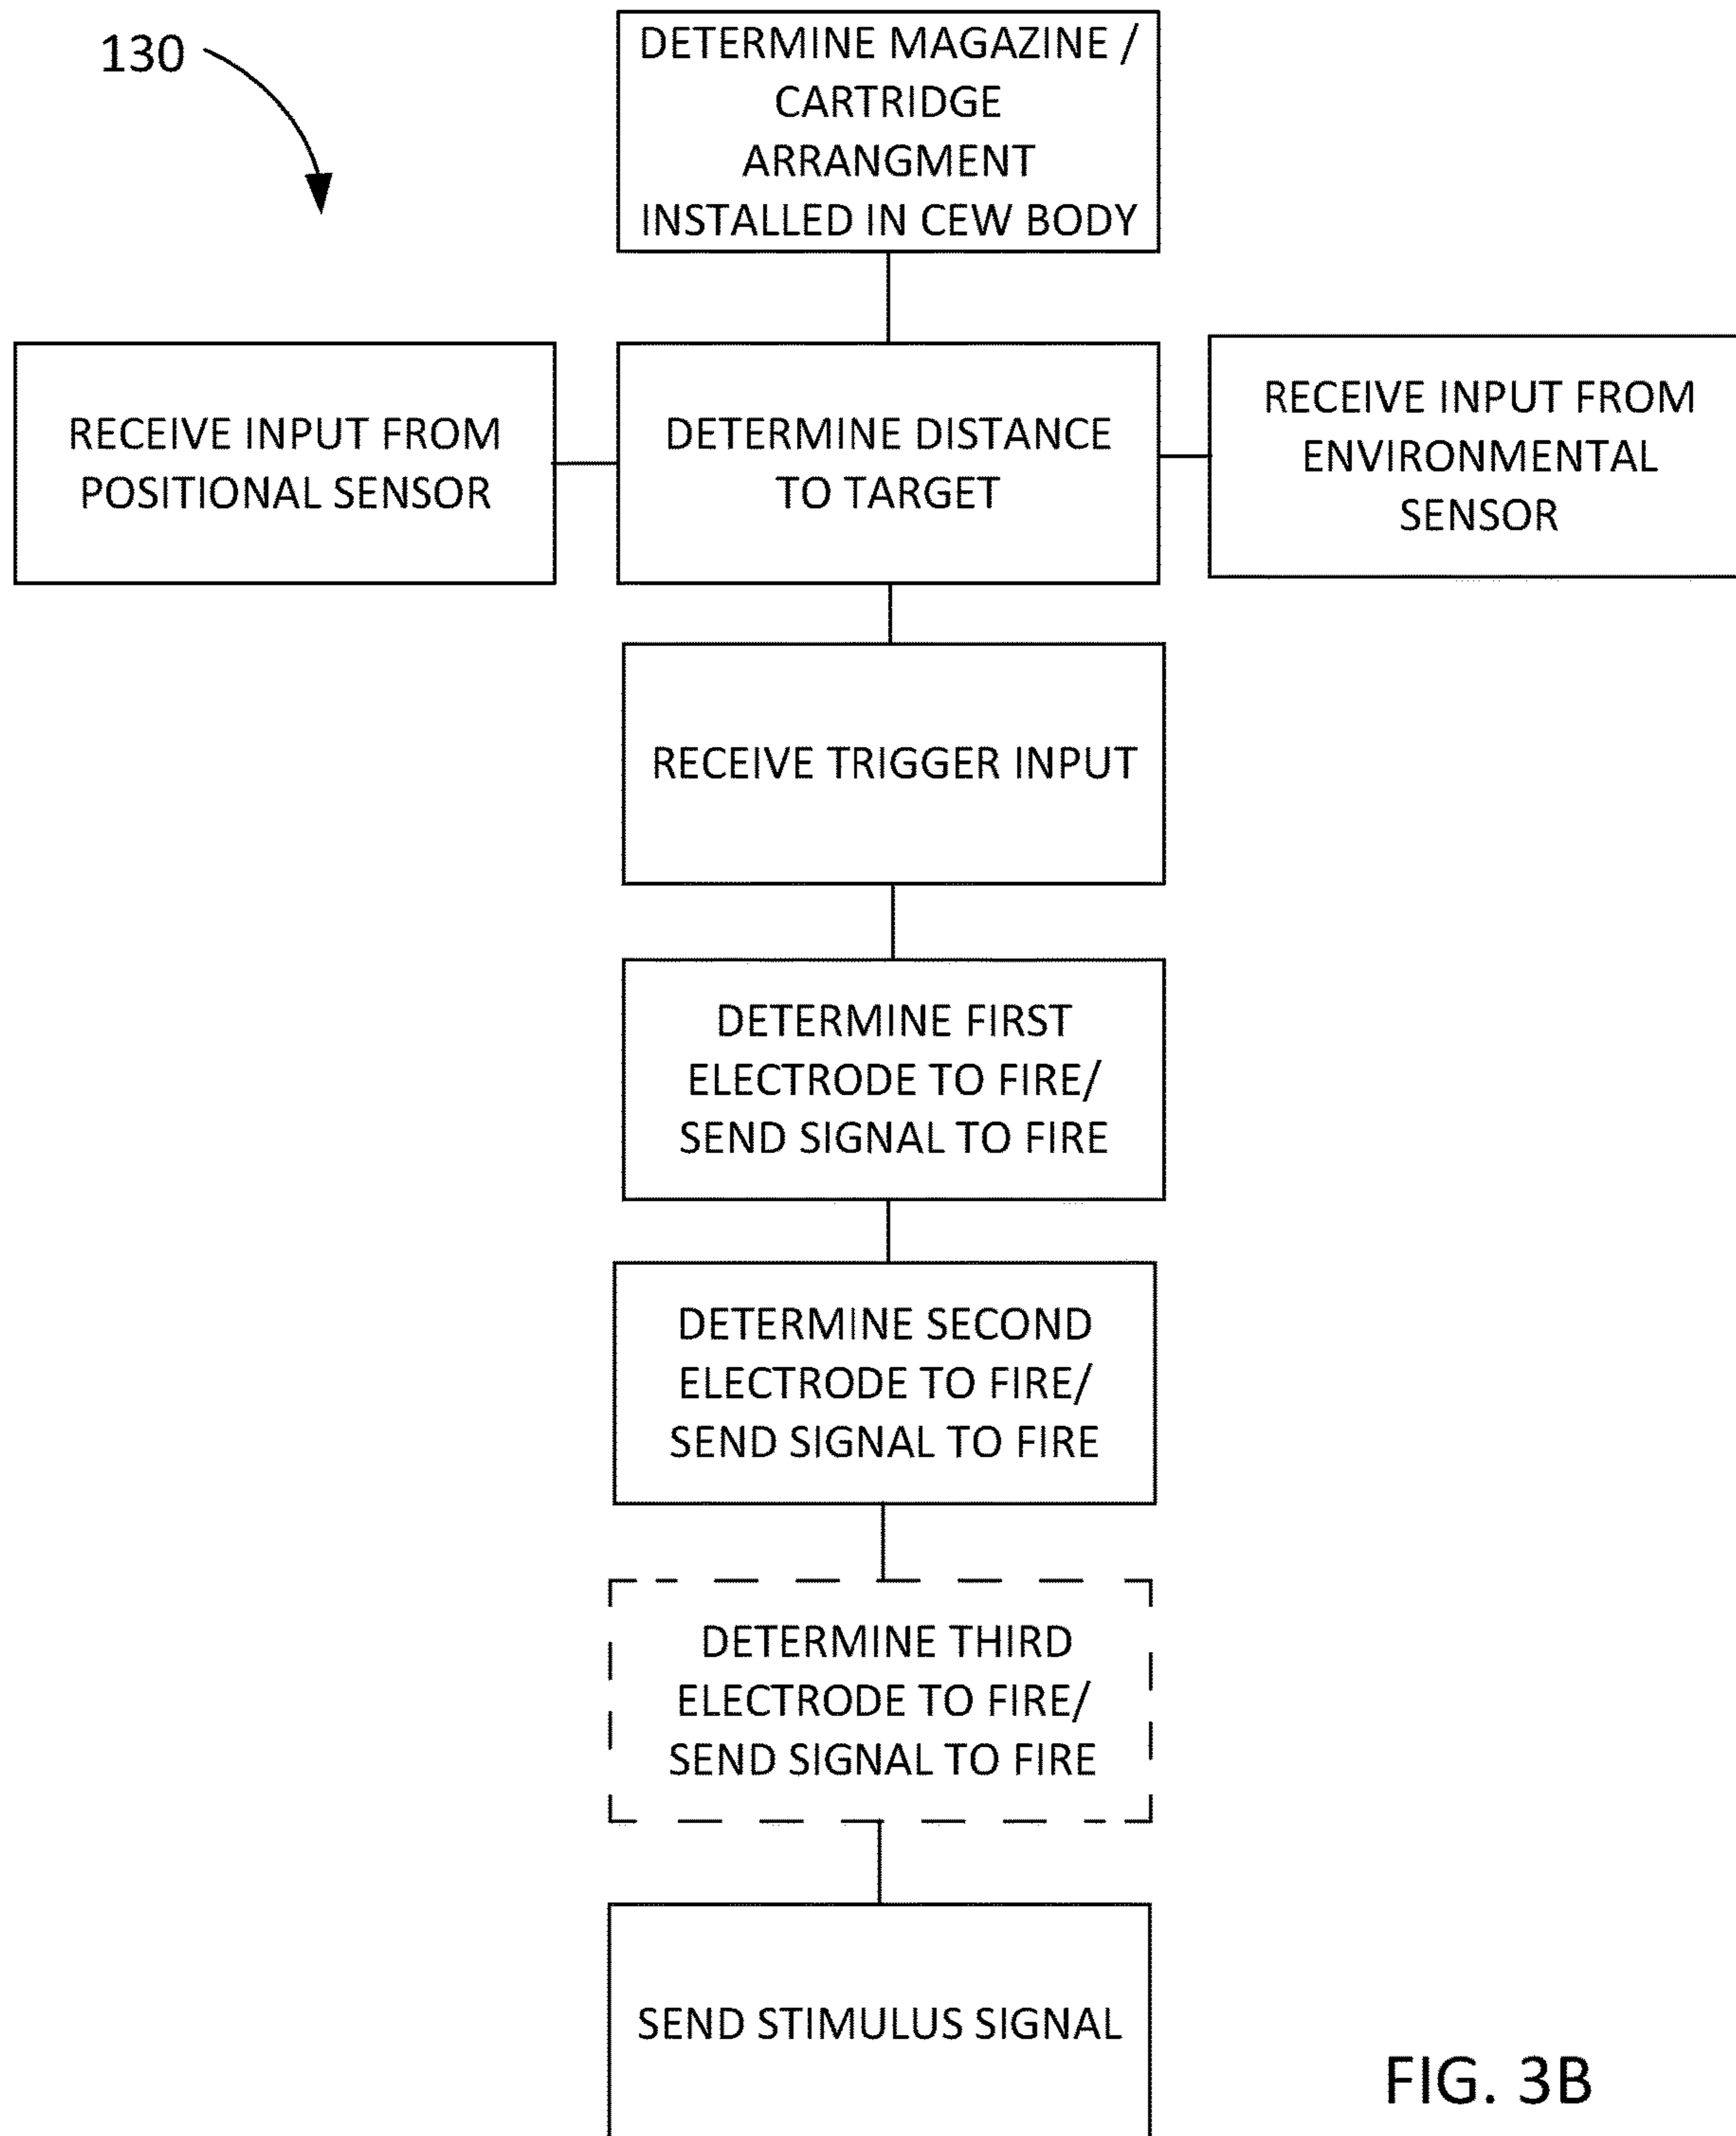 130
DETERMINE MAGAZINE /
CARTRIDGE
ARRANGMENT
INSTALLED IN CEW BODY
RECEIVE INPUT FROM
POSITIONAL SENSOR
DETERMINE DISTANCE
TO TARGET
RECEIVE INPUT FROM
ENVIRONMENTAL
SENSOR
RECEIVE TRIGGER INPUT
DETERMINE FIRST
ELECTRODE TO FIRE/
SEND SIGNAL TO FIRE
DETERMINE SECOND
ELECTRODE TO FIRE/
SEND SIGNAL TO FIRE
DETERMINE THIRD
ELECTRODE TO FIRE/
SEND SIGNAL TO FIRE
SEND STIMULUS SIGNAL
FIG. 3B